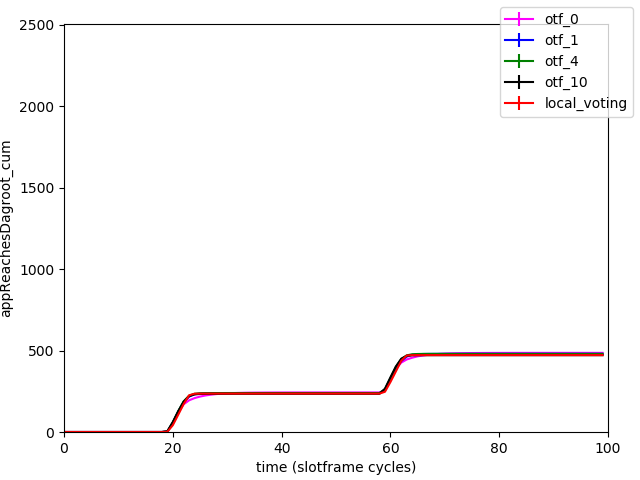 otf_0
otf_1
otf_4
otf_10
local_voting
2500
2000
1500
1000
500
0
appReachesDagroot_cum
0 20 40 60 80 100
time (slotframe cycles)